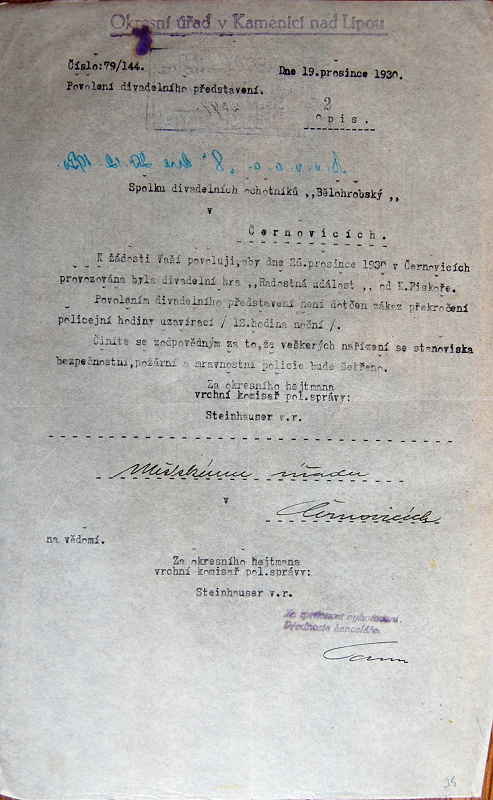 Okresní úřad v Kamenici nad Lipou
Číslo:79/144.
Dne 19.prosince 1930.
Povolení divadelního představení.
2
Opis.
Spolku divadelních ochotníků ,,Bělohrobský ,,
v
Černovicích.
K žádosti Vaší povoluji,aby dne 26.prosince 1930 v Černovicích
provozována byla divadelní hra ,,Radostná událost ,, od K.Piskoře.
Povolením divadelního představení není dotčen zákaz překročení
policejní hodiny uzavírací / 12.hodina noční /.
Činíte se zodpovědným za to,že veškerých nařízení se stanoviska
bezpečnostní,požární a mravnostní policie bude šetřeno.
Za okresního hejtmana
vrchní komisař pol.správy:
Steinhauser v.r.
Městskému úřadu
v
Černovicích
na vědomí.
Za okresního hejtmana
vrchní komisař pol.správy:
Steinhauser v.r.
Za správnost vyhotovení.
Přednosta kanceláře